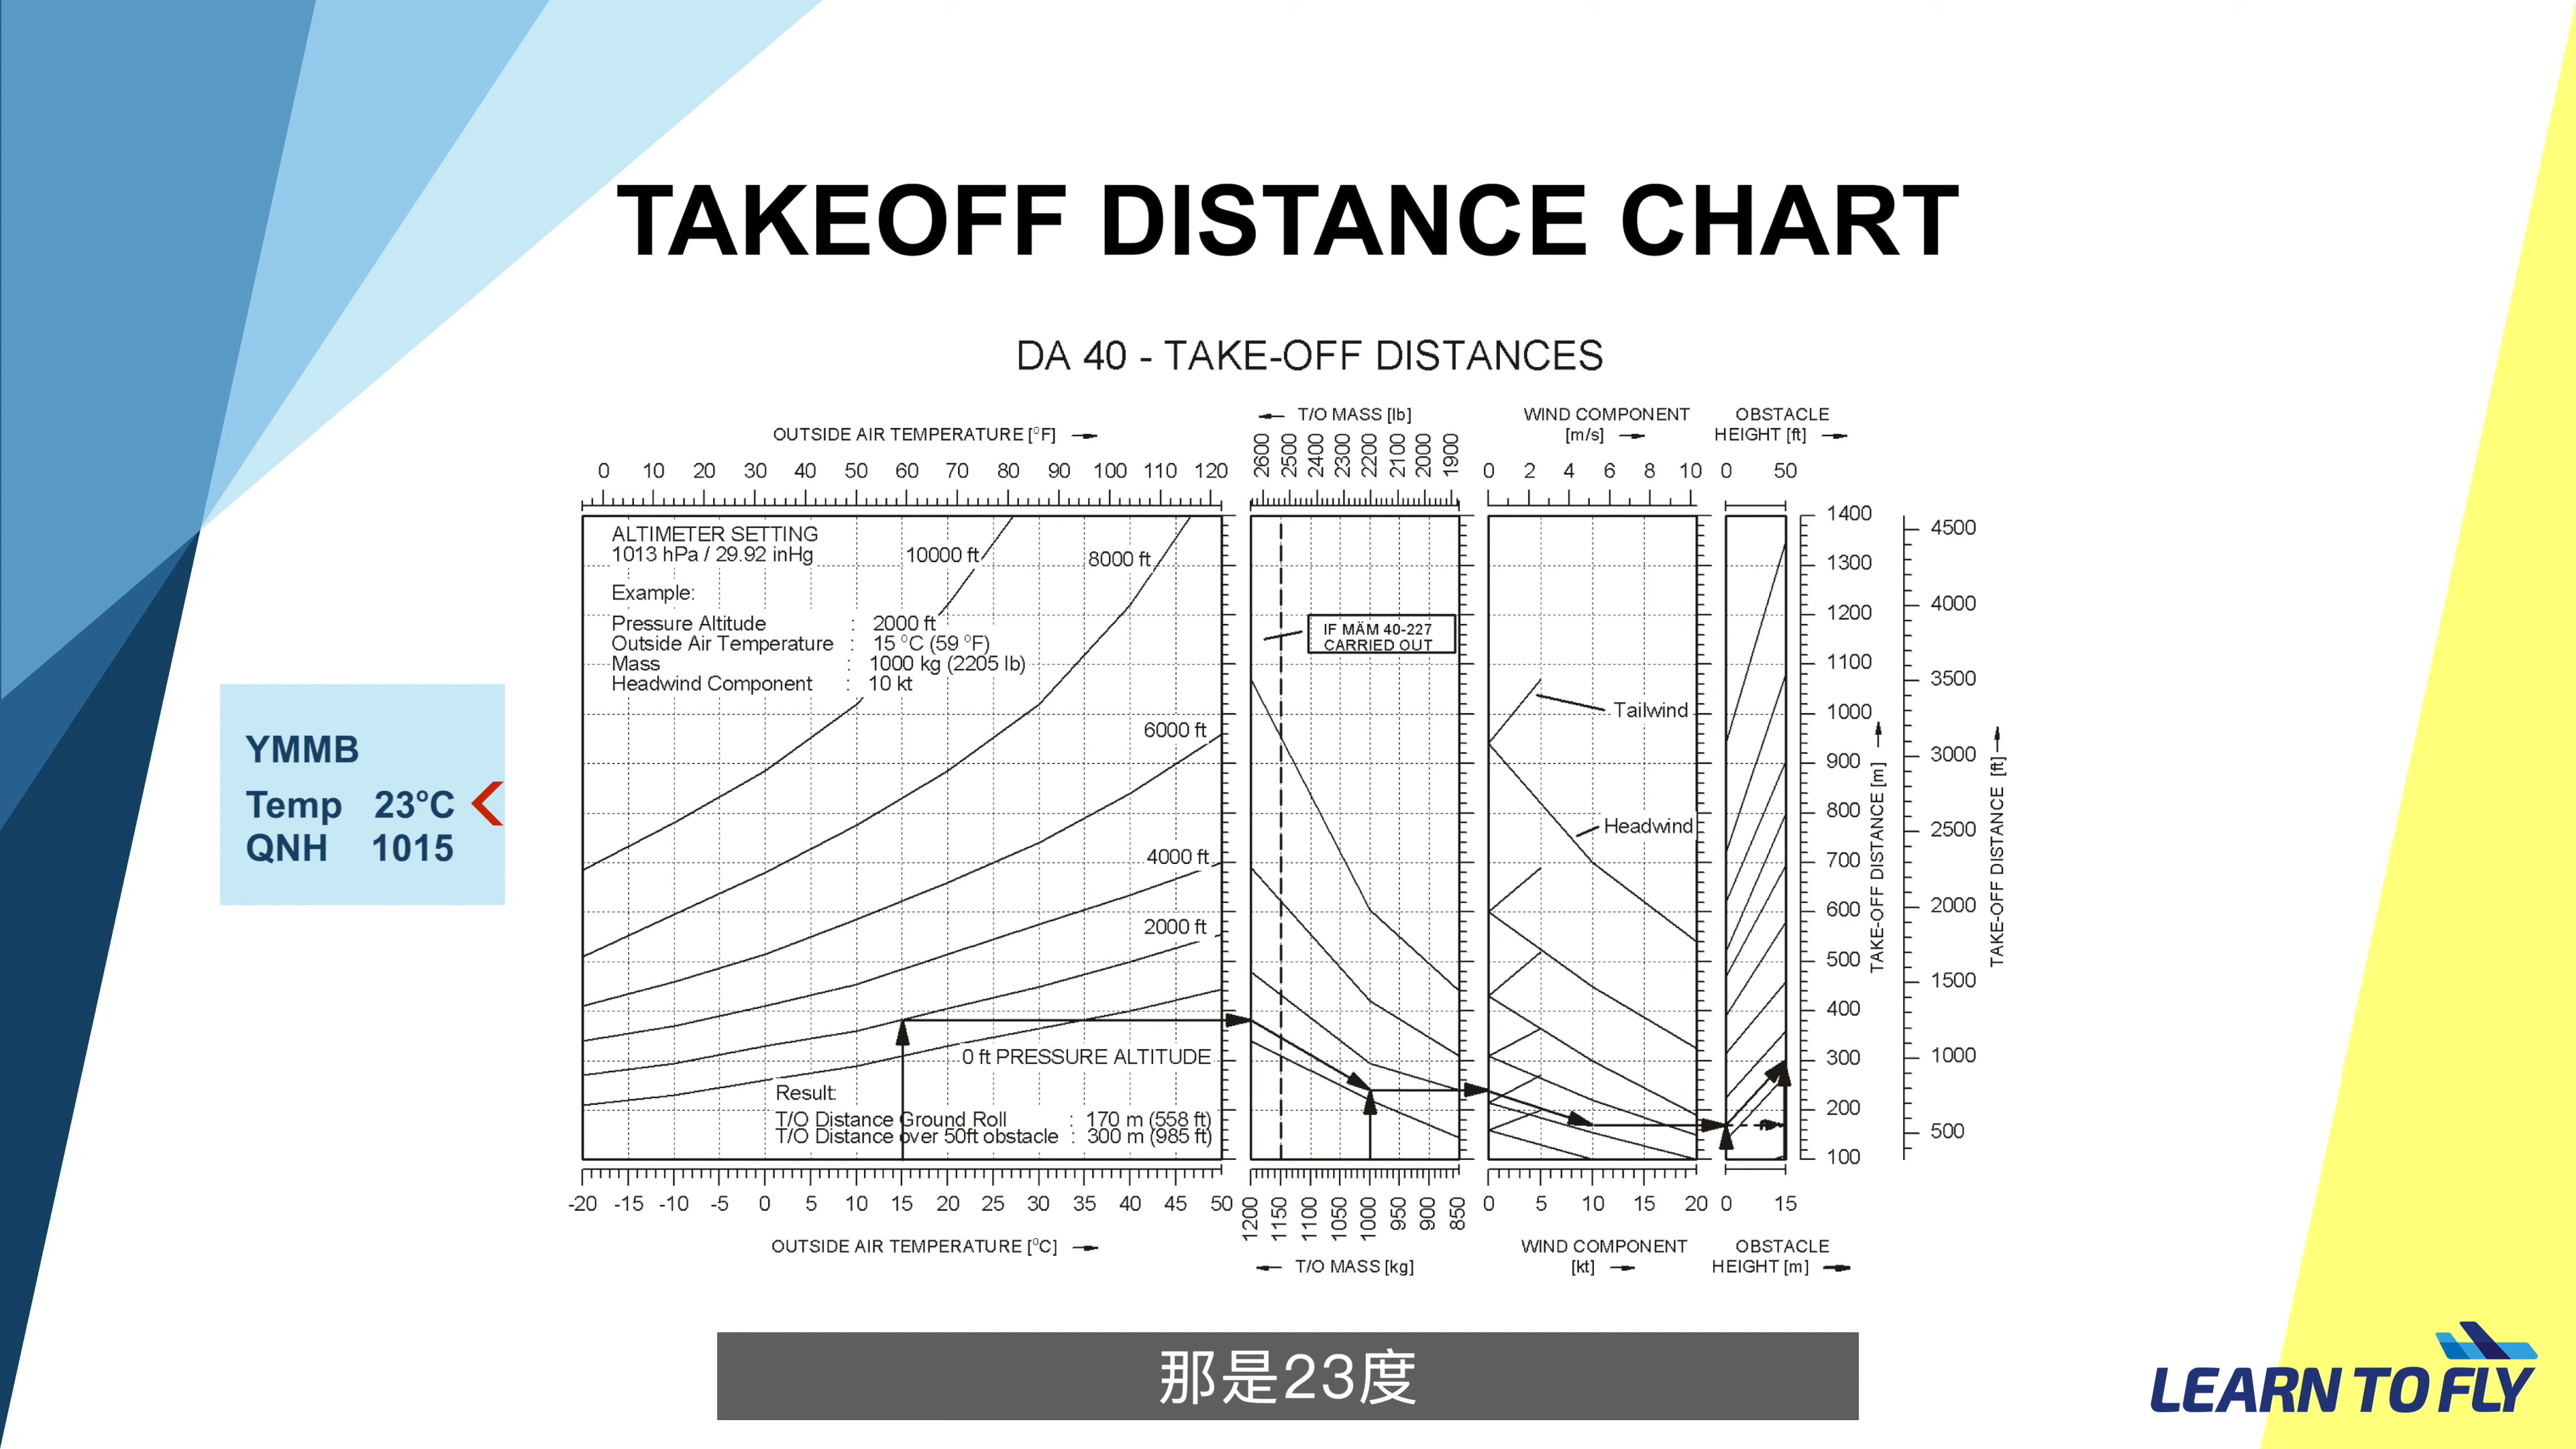 TAKEOFF DISTANCE CHART
DA 40 - TAKE-OFF DISTANCES
OUTSIDE AIR TEMPERATURE [°F]
0 10 20 30 40 50 60 70 80 90 100 110 120
T/O MASS [lb]
2600 2500 2400 2300 2200 2100 2000 1900
WIND COMPONENT
[m/s]
0 2 4 6 8 10
OBSTACLE
HEIGHT [ft]
0 50
ALTIMETER SETTING
1013 hPa / 29.92 inHg
Example:
Pressure Altitude : 2000 ft
Outside Air Temperature : 15 °C (59 °F)
Mass : 1000 kg (2205 lb)
Headwind Component : 10 kt
10000 ft
8000 ft
6000 ft
4000 ft
2000 ft
0 ft PRESSURE ALTITUDE
Result:
T/O Distance Ground Roll : 170 m (558 ft)
T/O Distance over 50ft obstacle : 300 m (985 ft)
IF MÄM 40-227
CARRIED OUT
Tailwind
Headwind
1400
1300
1200
1100
1000
900
800
700
600
500
400
300
200
100
TAKE-OFF DISTANCE [m]
4500
4000
3500
3000
2500
2000
1500
1000
500
TAKE-OFF DISTANCE [ft]
-20 -15 -10 -5 0 5 10 15 20 25 30 35 40 45 50
OUTSIDE AIR TEMPERATURE [°C]
1200 1150 1100 1050 1000 950 900 850
T/O MASS [kg]
0 5 10 15 20
WIND COMPONENT
[kt]
0 15
OBSTACLE
HEIGHT [m]
YMMB
Temp 23°C
QNH 1015
那是23度
LEARN TO FLY